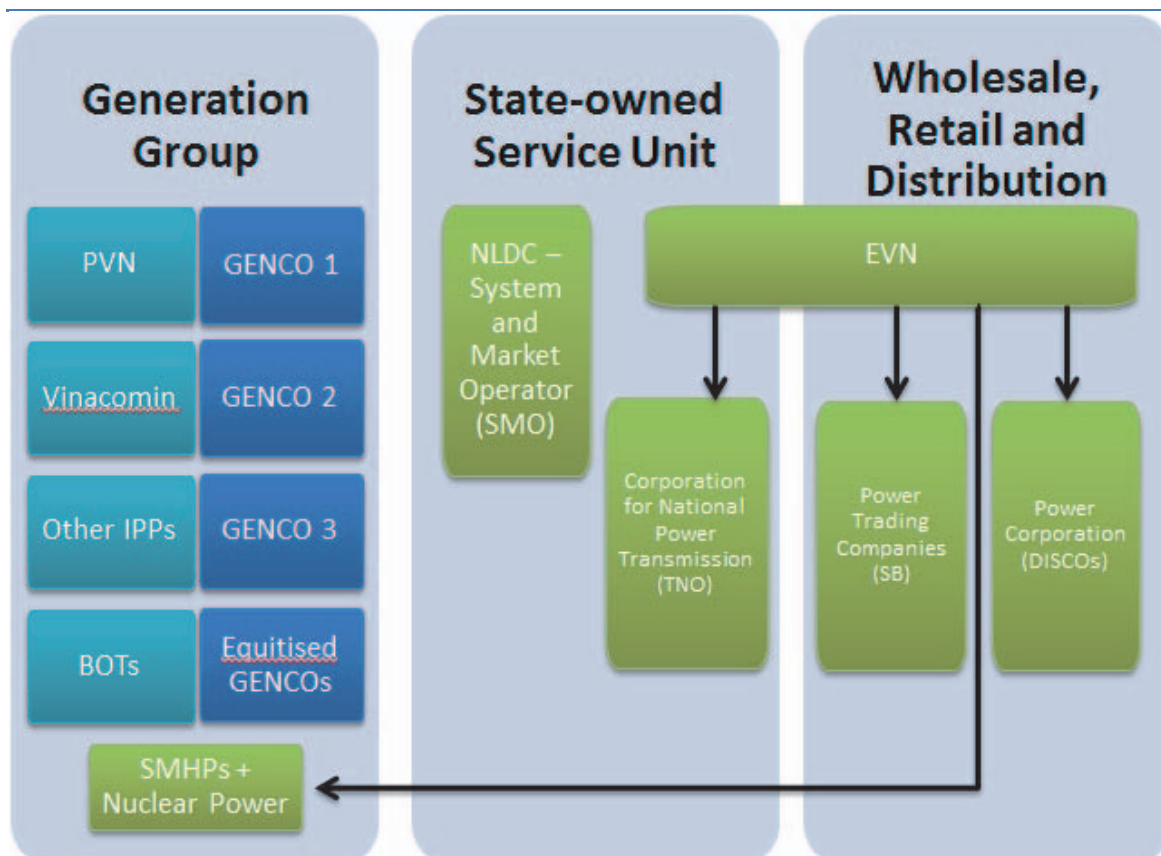 Generation
Group
PVN
GENCO 1
Vinacomin
GENCO 2
Other IPPs
GENCO 3
BOTs
Equitised
GENCOs
SMHPs +
Nuclear Power
State-owned
Service Unit
NLDC –
System
and
Market
Operator
(SMO)
Corporation
for National
Power
Transmission
(TNO)
Wholesale,
Retail and
Distribution
EVN
Power
Trading
Companies
(SB)
Power
Corporation
(DISCOs)